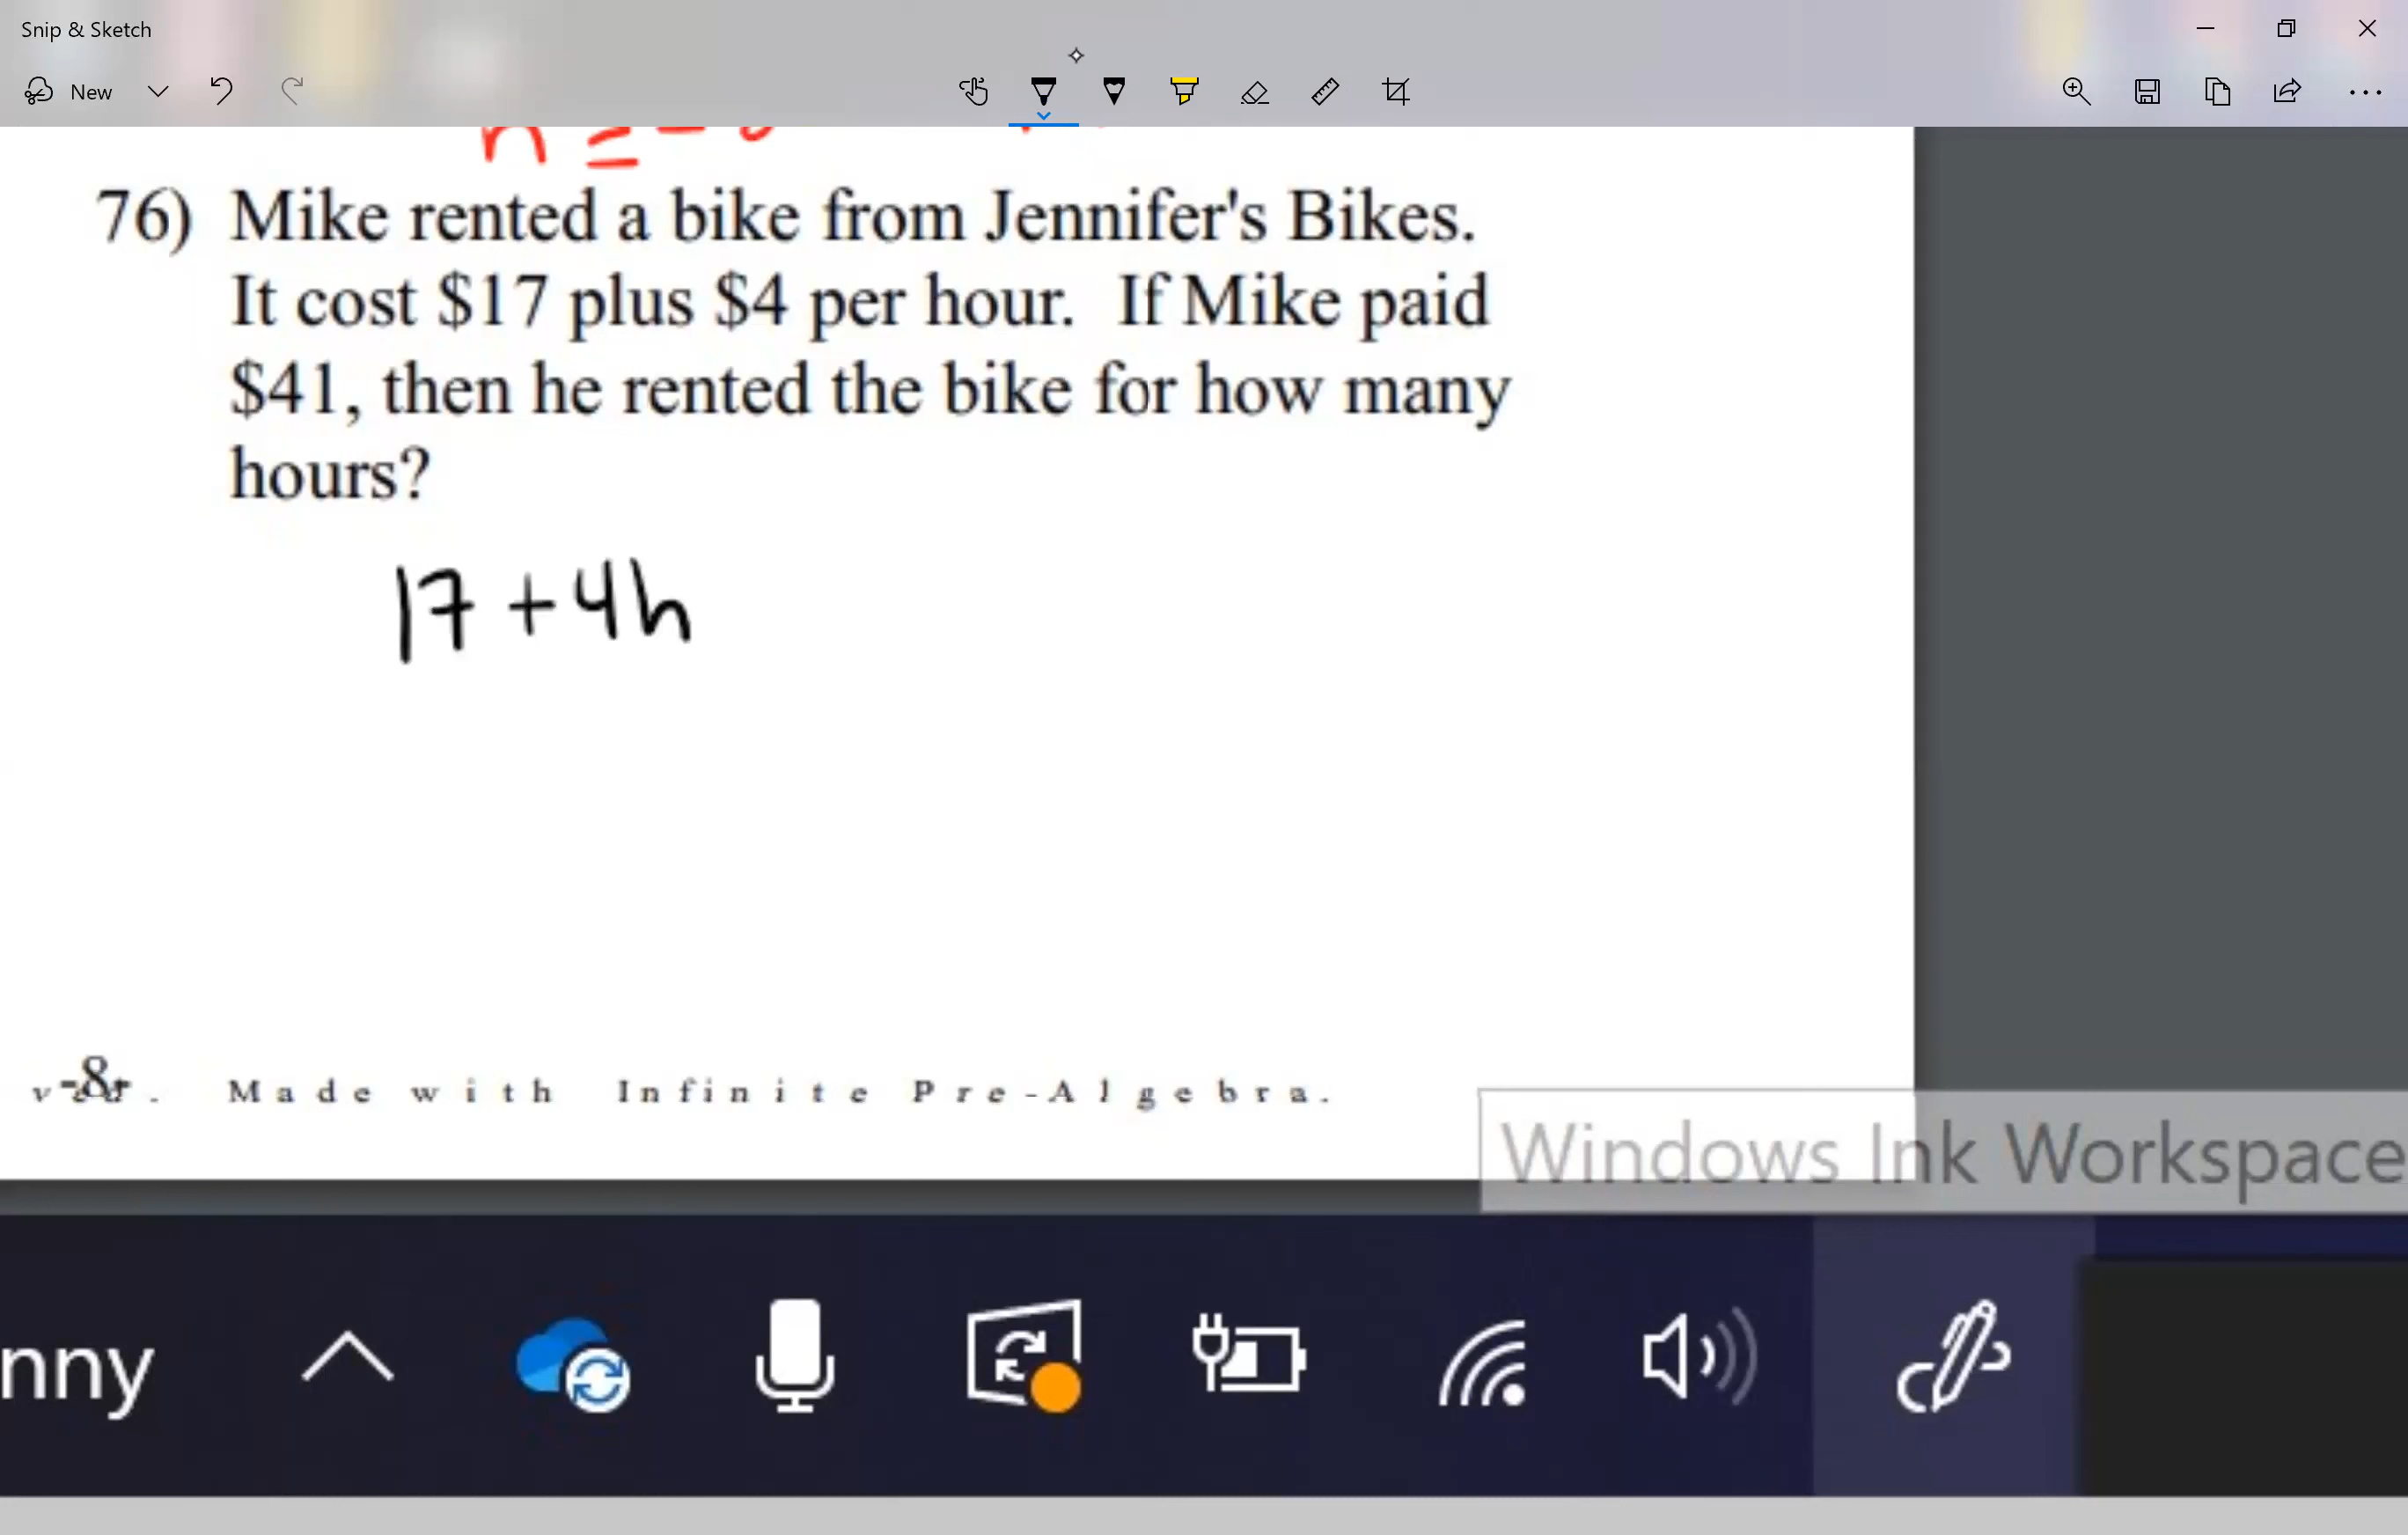 Snip & Sketch
New
76) Mike rented a bike from Jennifer's Bikes.
It cost $17 plus $4 per hour. If Mike paid
$41, then he rented the bike for how many
hours?
17 + 4h
-8-
Made with Infinite Pre-Algebra.
Windows Ink Workspace
nny